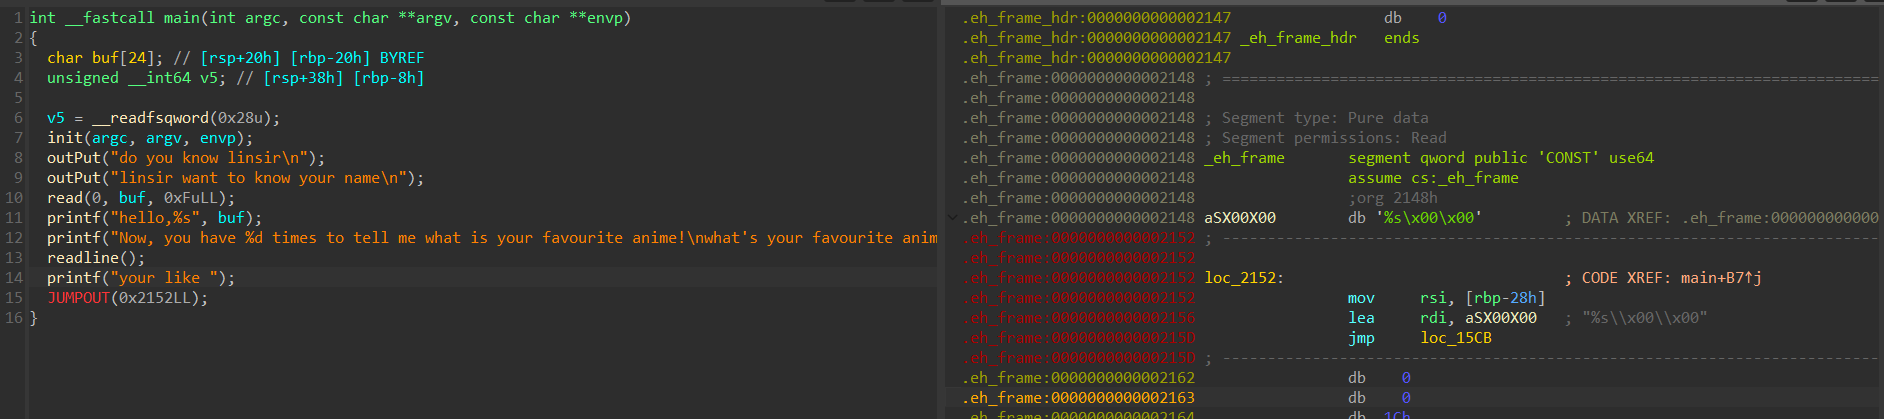 1 int __fastcall main(int argc, const char **argv, const char **envp)
2 {
3 char buf[24]; // [rsp+20h] [rbp-20h] BYREF
4 unsigned __int64 v5; // [rsp+38h] [rbp-8h]
5
6 v5 = __readfsqword(0x28u);
7 init(argc, argv, envp);
8 outPut("do you know linsir\n");
9 outPut("linsir want to know your name\n");
10 read(0, buf, 0xFuLL);
11 printf("hello,%s", buf);
12 printf("Now, you have %d times to tell me what is your favourite anime!\nwhat's your favourite anim
13 readline();
14 printf("your like ");
15 JUMPOUT(0x2152LL);
16 }
.eh_frame_hdr:0000000000002147 db 0
.eh_frame_hdr:0000000000002147 _eh_frame_hdr ends
.eh_frame_hdr:0000000000002147
.eh_frame:0000000000002148 ; ===========================================================================
.eh_frame:0000000000002148
.eh_frame:0000000000002148 ; Segment type: Pure data
.eh_frame:0000000000002148 ; Segment permissions: Read
.eh_frame:0000000000002148 _eh_frame segment qword public 'CONST' use64
.eh_frame:0000000000002148 assume cs:_eh_frame
.eh_frame:0000000000002148 ;org 2148h
.eh_frame:0000000000002148 aSX00X00 db '%s\x00\x00' ; DATA XREF: .eh_frame:000000000000
.eh_frame:0000000000002152 ; ---------------------------------------------------------------------------
.eh_frame:0000000000002152
.eh_frame:0000000000002152 loc_2152: ; CODE XREF: main+B7↑j
.eh_frame:0000000000002152 mov rsi, [rbp-28h]
.eh_frame:0000000000002156 lea rdi, aSX00X00 ; "%s\\x00\\x00"
.eh_frame:000000000000215D jmp loc_15CB
.eh_frame:000000000000215D ; ---------------------------------------------------------------------------
.eh_frame:0000000000002162 db 0
.eh_frame:0000000000002163 db 0
.eh_frame:0000000000002164 db 1Ch